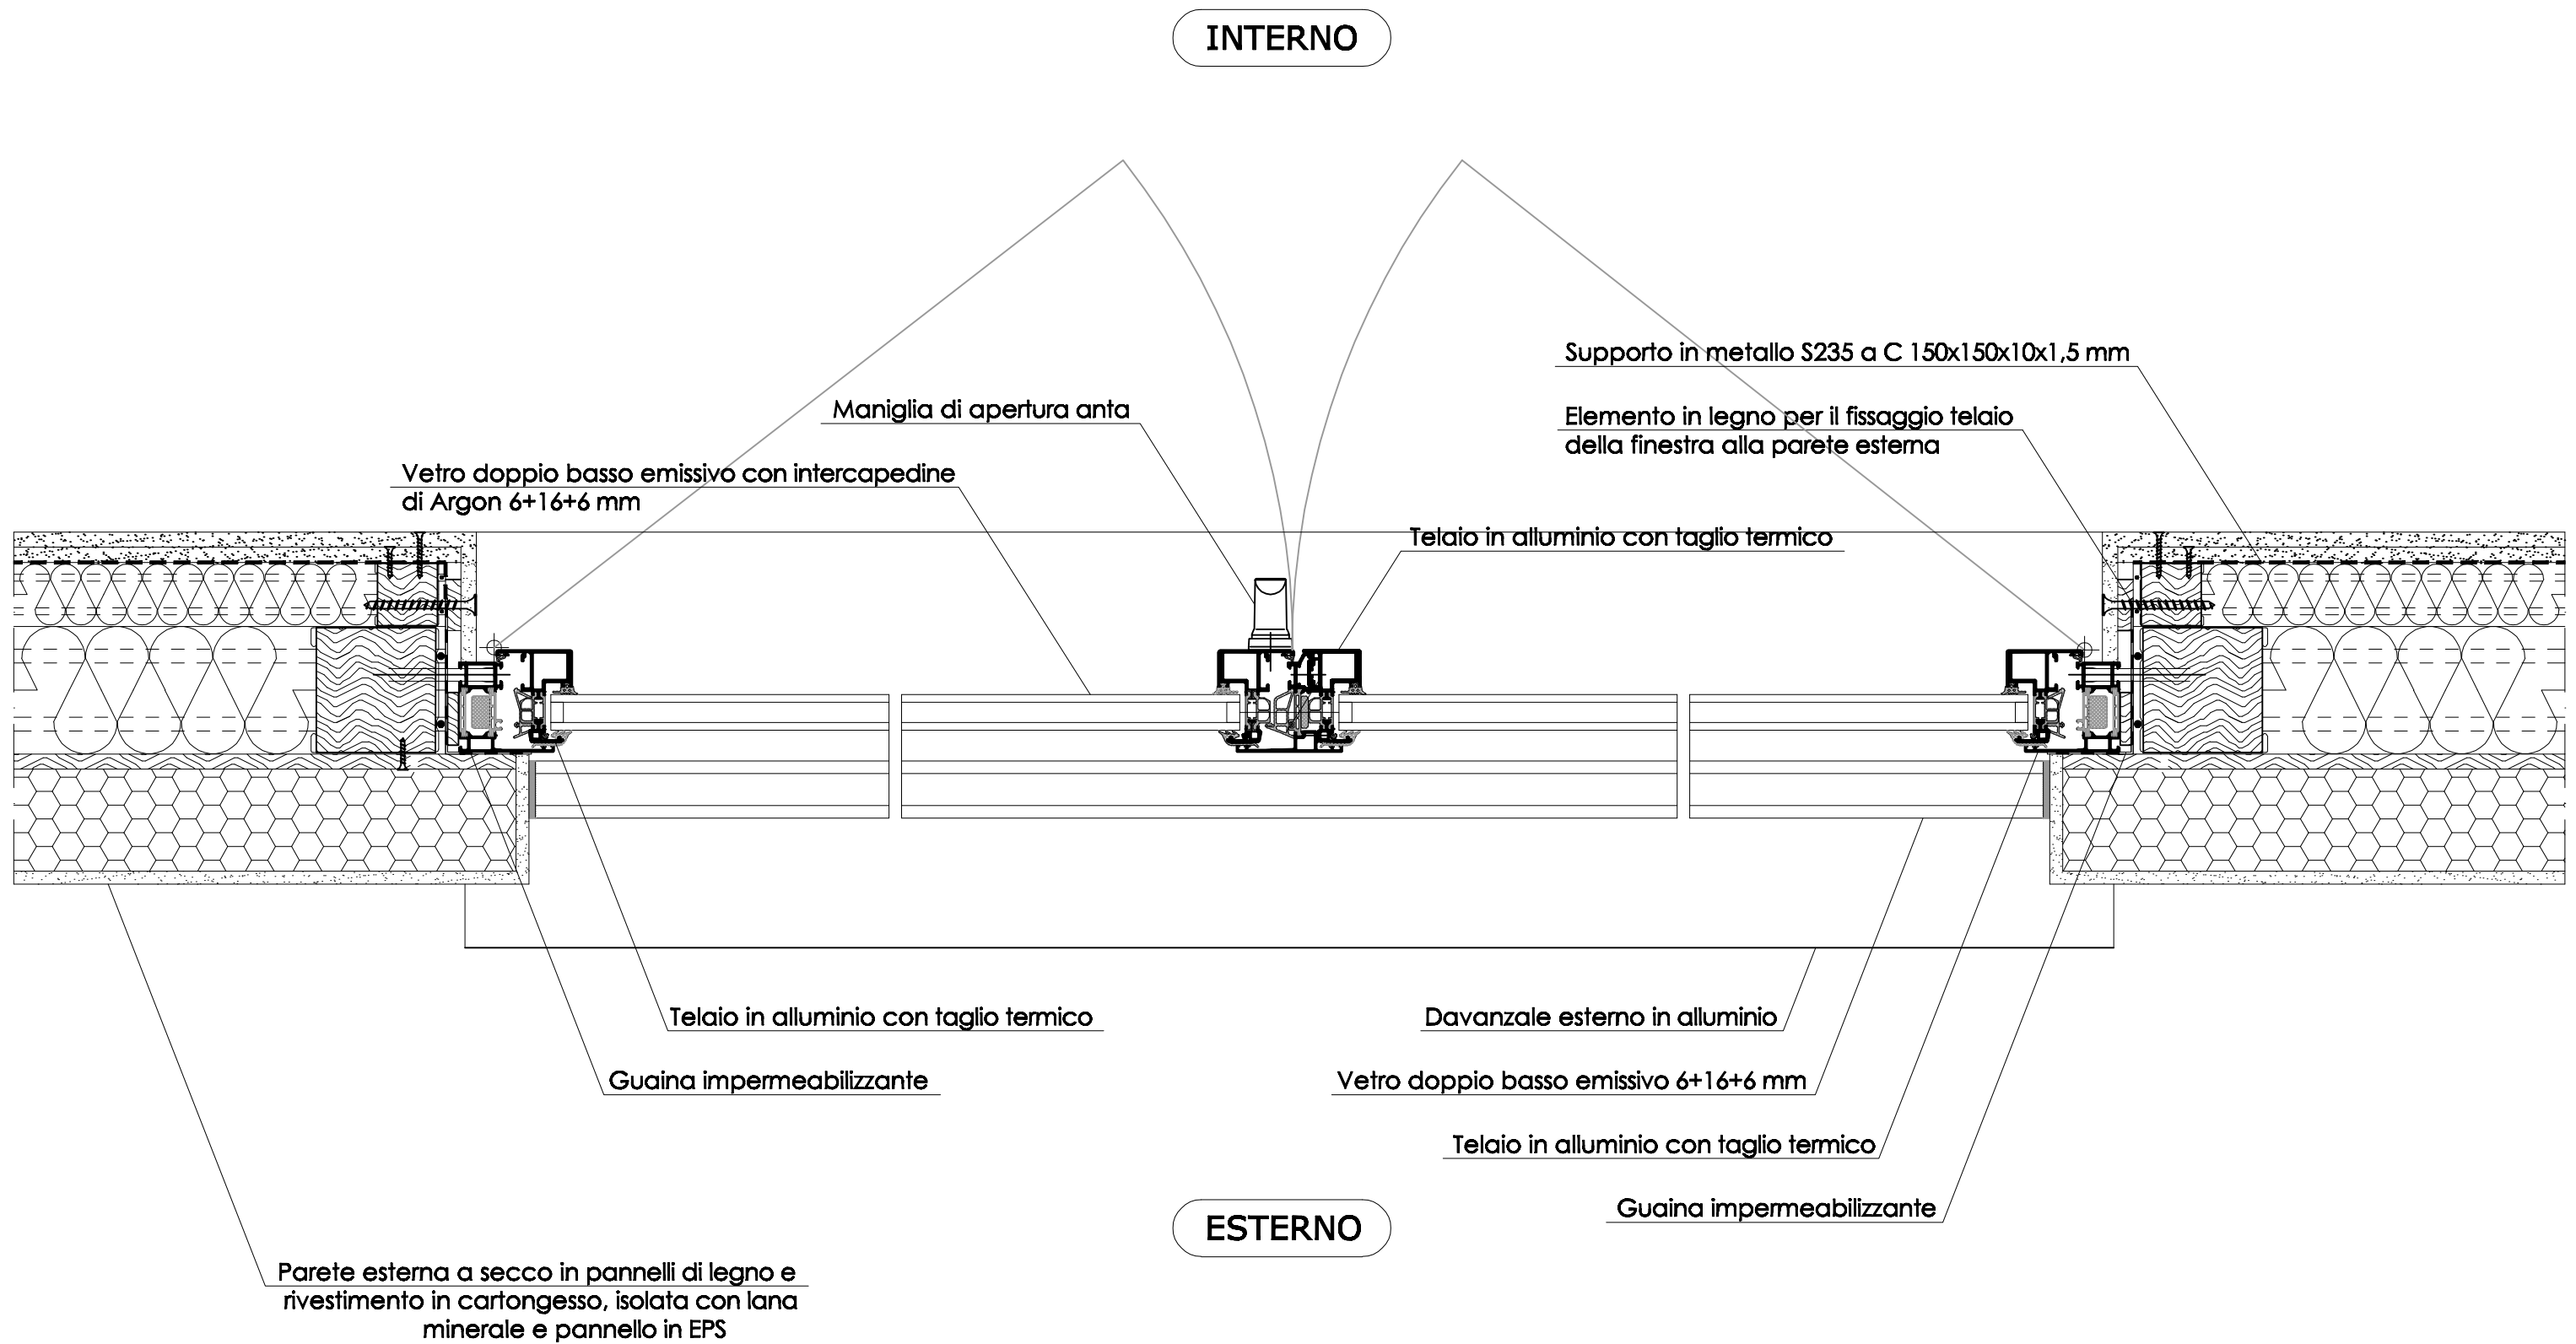 INTERNO
Supporto in metallo S235 a C 150x150x10x1,5 mm
Maniglia di apertura anta
Elemento in legno per il fissaggio telaio
della finestra alla parete esterna
Vetro doppio basso emissivo con intercapedine
di Argon 6+16+6 mm
Telaio in alluminio con taglio termico
Telaio in alluminio con taglio termico
Davanzale esterno in alluminio
Guaina impermeabilizzante
Vetro doppio basso emissivo 6+16+6 mm
Telaio in alluminio con taglio termico
Guaina impermeabilizzante
ESTERNO
Parete esterna a secco in pannelli di legno e
rivestimento in cartongesso, isolata con lana
minerale e pannello in EPS